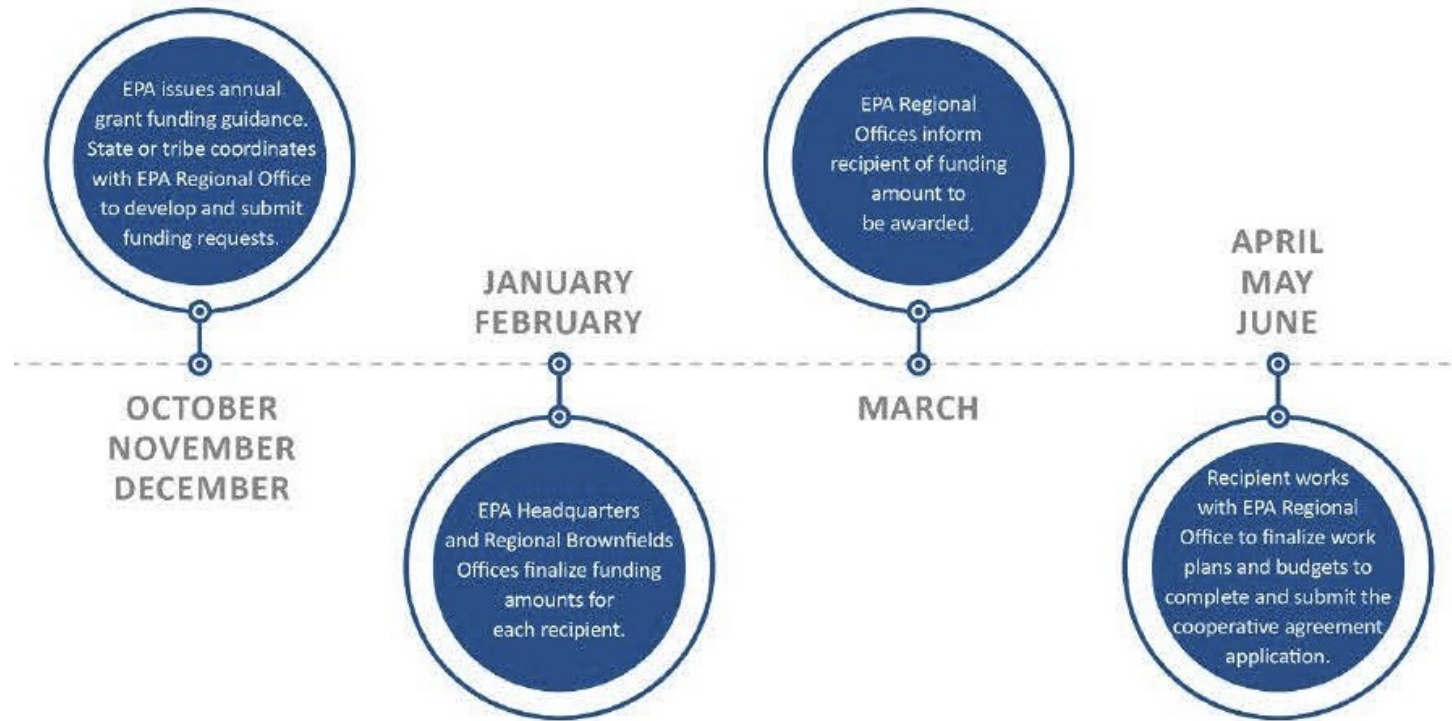 EPA issues annual
grant funding guidance.
State or tribe coordinates
with EPA Regional Office
to develop and submit
funding requests.
OCTOBER
NOVEMBER
DECEMBER
JANUARY
FEBRUARY
EPA Headquarters
and Regional Brownfields
Offices finalize funding
amounts for
each recipient.
EPA Regional
Offices inform
recipient of funding
amount to
be awarded.
MARCH
APRIL
MAY
JUNE
Recipient works
with EPA Regional
Office to finalize work
plans and budgets to
complete and submit the
cooperative agreement
application.